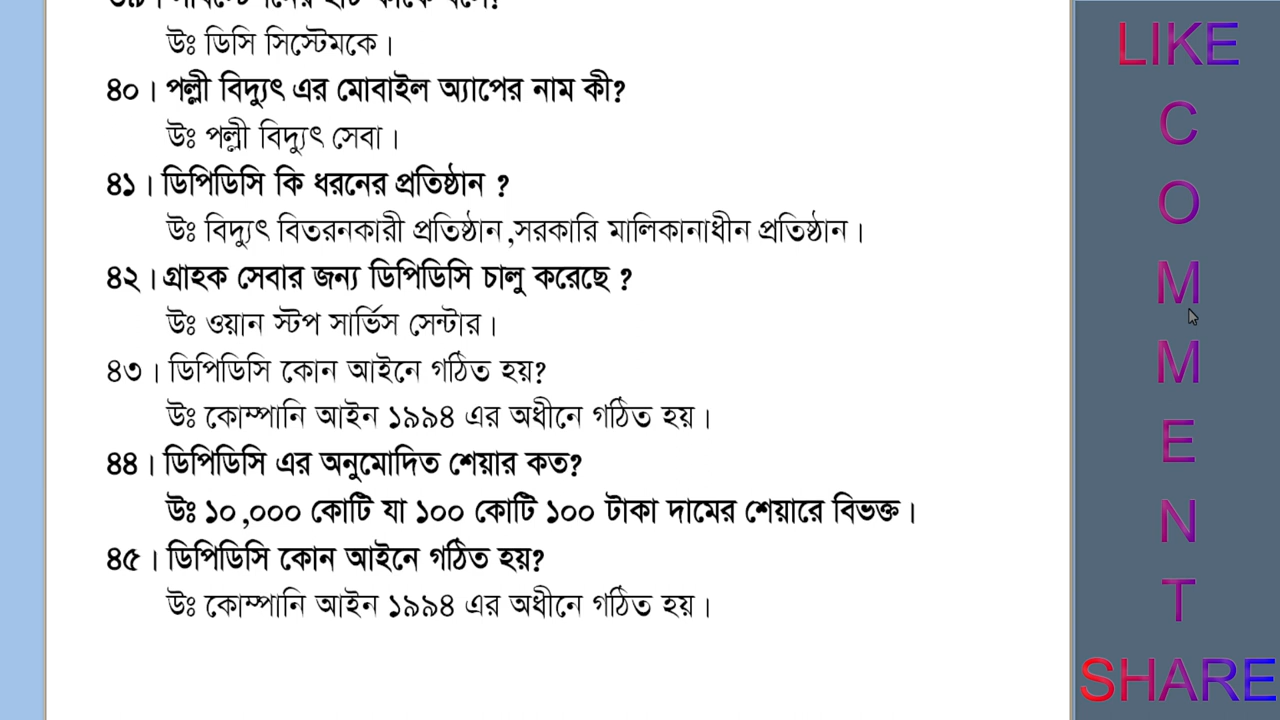 উঃ ডিসি সিস্টেমকে।
৪০। পল্লী বিদ্যুৎ এর মোবাইল অ্যাপের নাম কী?
উঃ পল্লী বিদ্যুৎ সেবা।
৪১। ডিপিডিসি কি ধরনের প্রতিষ্ঠান ?
উঃ বিদ্যুৎ বিতরনকারী প্রতিষ্ঠান,সরকারি মালিকানাধীন প্রতিষ্ঠান।
৪২। গ্রাহক সেবার জন্য ডিপিডিসি চালু করেছে ?
উঃ ওয়ান স্টপ সার্ভিস সেন্টার।
৪৩। ডিপিডিসি কোন আইনে গঠিত হয়?
উঃ কোম্পানি আইন ১৯৯৪ এর অধীনে গঠিত হয়।
৪৪। ডিপিডিসি এর অনুমোদিত শেয়ার কত?
উঃ ১০,০০০ কোটি যা ১০০ কোটি ১০০ টাকা দামের শেয়ারে বিভক্ত।
৪৫। ডিপিডিসি কোন আইনে গঠিত হয়?
উঃ কোম্পানি আইন ১৯৯৪ এর অধীনে গঠিত হয়।
LIKE
COMMENT
SHARE